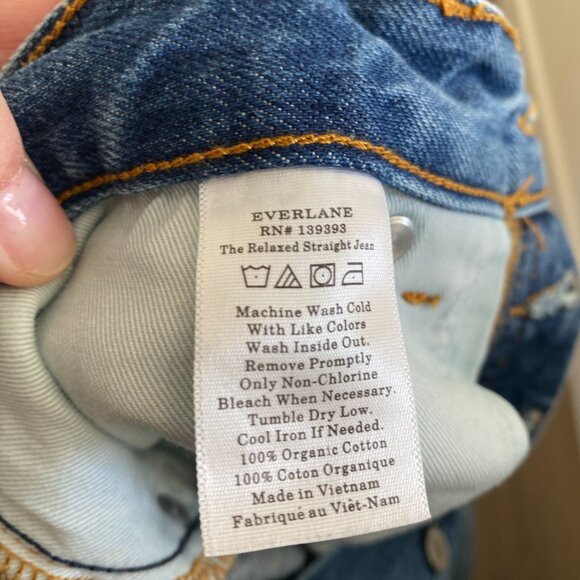 EVERLANE
RN# 139393
The Relaxed Straight Jean
Machine Wash Cold
With Like Colors
Wash Inside Out.
Remove Promptly
Only Non-Chlorine
Bleach When Necessary.
Tumble Dry Low.
Cool Iron If Needed.
100% Organic Cotton
100% Coton Organique
Made in Vietnam
Fabriqué au Viêt-Nam